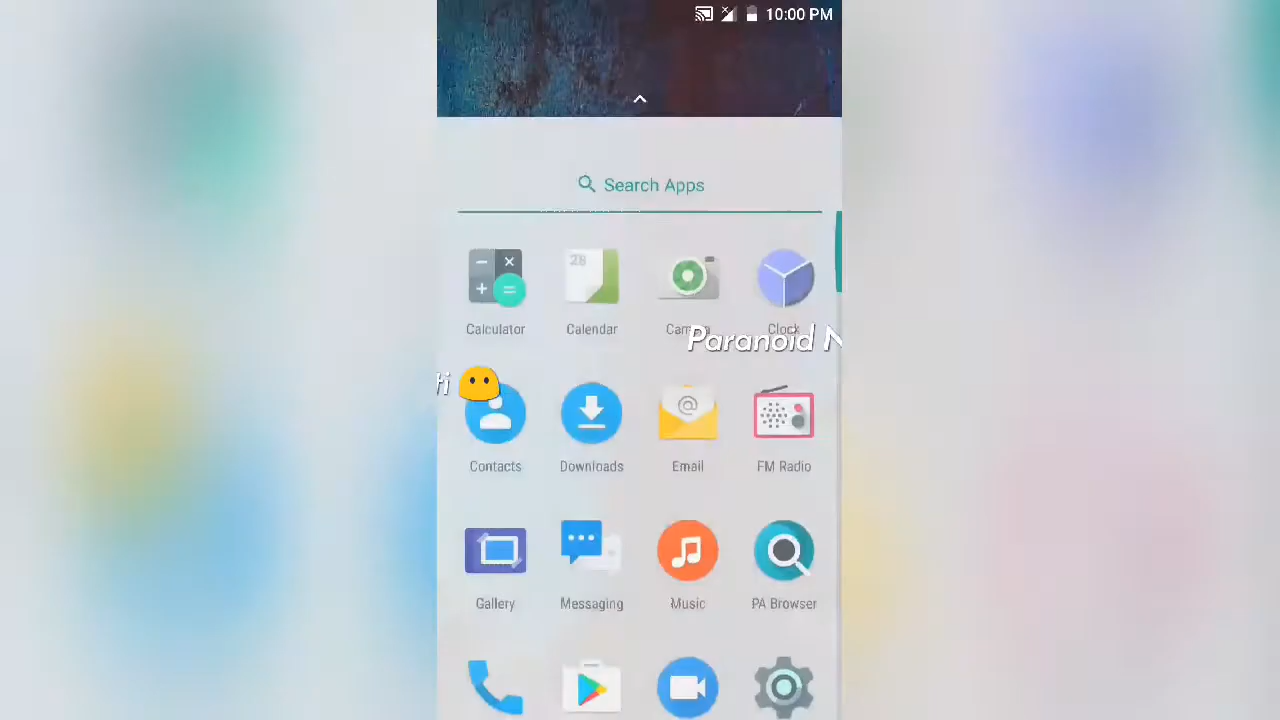 10:00 PM
Search Apps
28
Calculator
Calendar
Clock
Paranoid
Contacts
Downloads
Email
FM Radio
Gallery
Messaging
Music
PA Browser